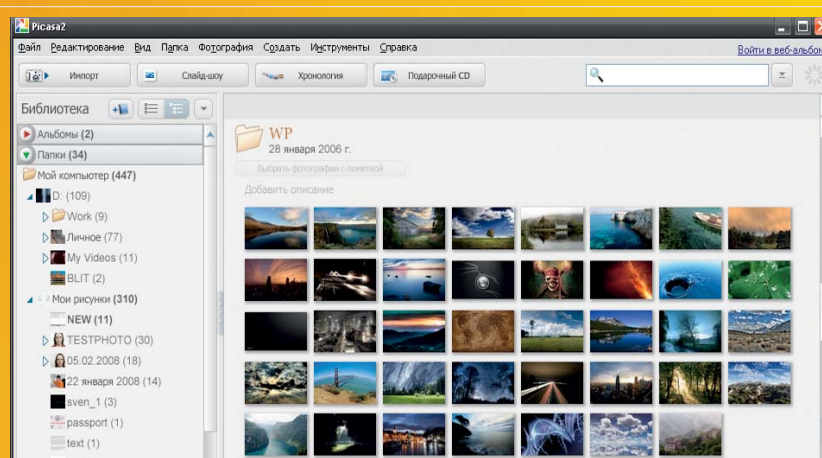 Picasa2
Файл Редактирование Вид Папка Фотография Создать Инструменты Справка
Войти в веб-альбом
Импорт Слайд-шоу Хронология Подарочный CD
Библиотека
Альбомы (2)
Папки (34)
Мой компьютер (447)
D: (109)
Work (9)
Личное (77)
My Videos (11)
BLIT (2)
Мои рисунки (310)
NEW (11)
TESTPHOTO (30)
05.02.2008 (18)
22 января 2008 (14)
sven_1 (3)
passport (1)
text (1)
WP
28 января 2006 г.
Выбрать фотографии с пометкой
Добавить описание